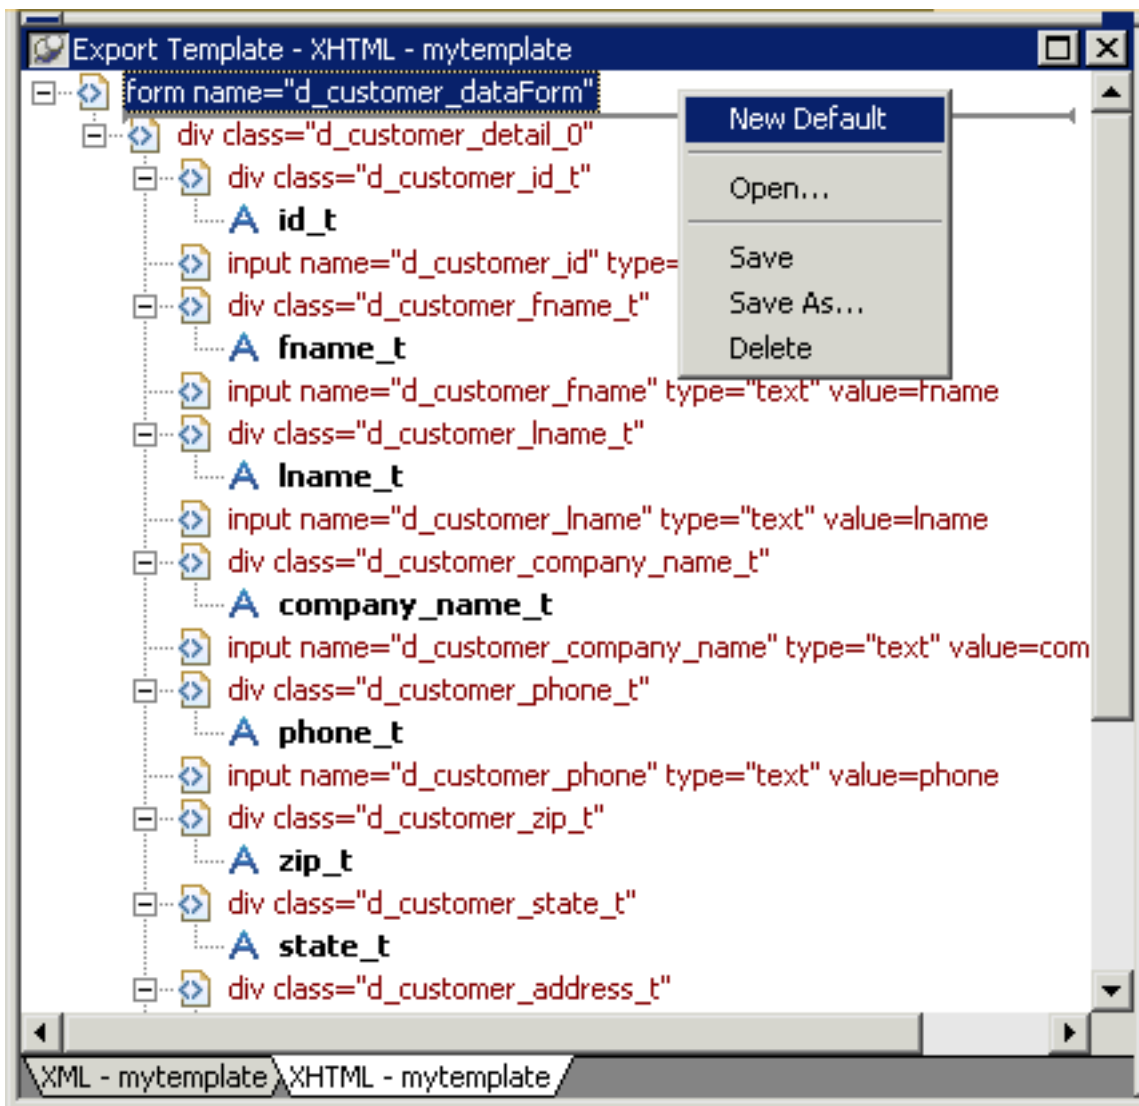 Export Template - XHTML - mytemplate
form name="d_customer_dataForm"
div class="d_customer_detail_0"
div class="d_customer_id_t"
id_t
input name="d_customer_id" type=
div class="d_customer_fname_t"
fname_t
input name="d_customer_fname" type="text" value=fname
div class="d_customer_lname_t"
lname_t
input name="d_customer_lname" type="text" value=lname
div class="d_customer_company_name_t"
company_name_t
input name="d_customer_company_name" type="text" value=com
div class="d_customer_phone_t"
phone_t
input name="d_customer_phone" type="text" value=phone
div class="d_customer_zip_t"
zip_t
div class="d_customer_state_t"
state_t
div class="d_customer_address_t"
New Default
Open...
Save
Save As...
Delete
XML - mytemplate XHTML - mytemplate